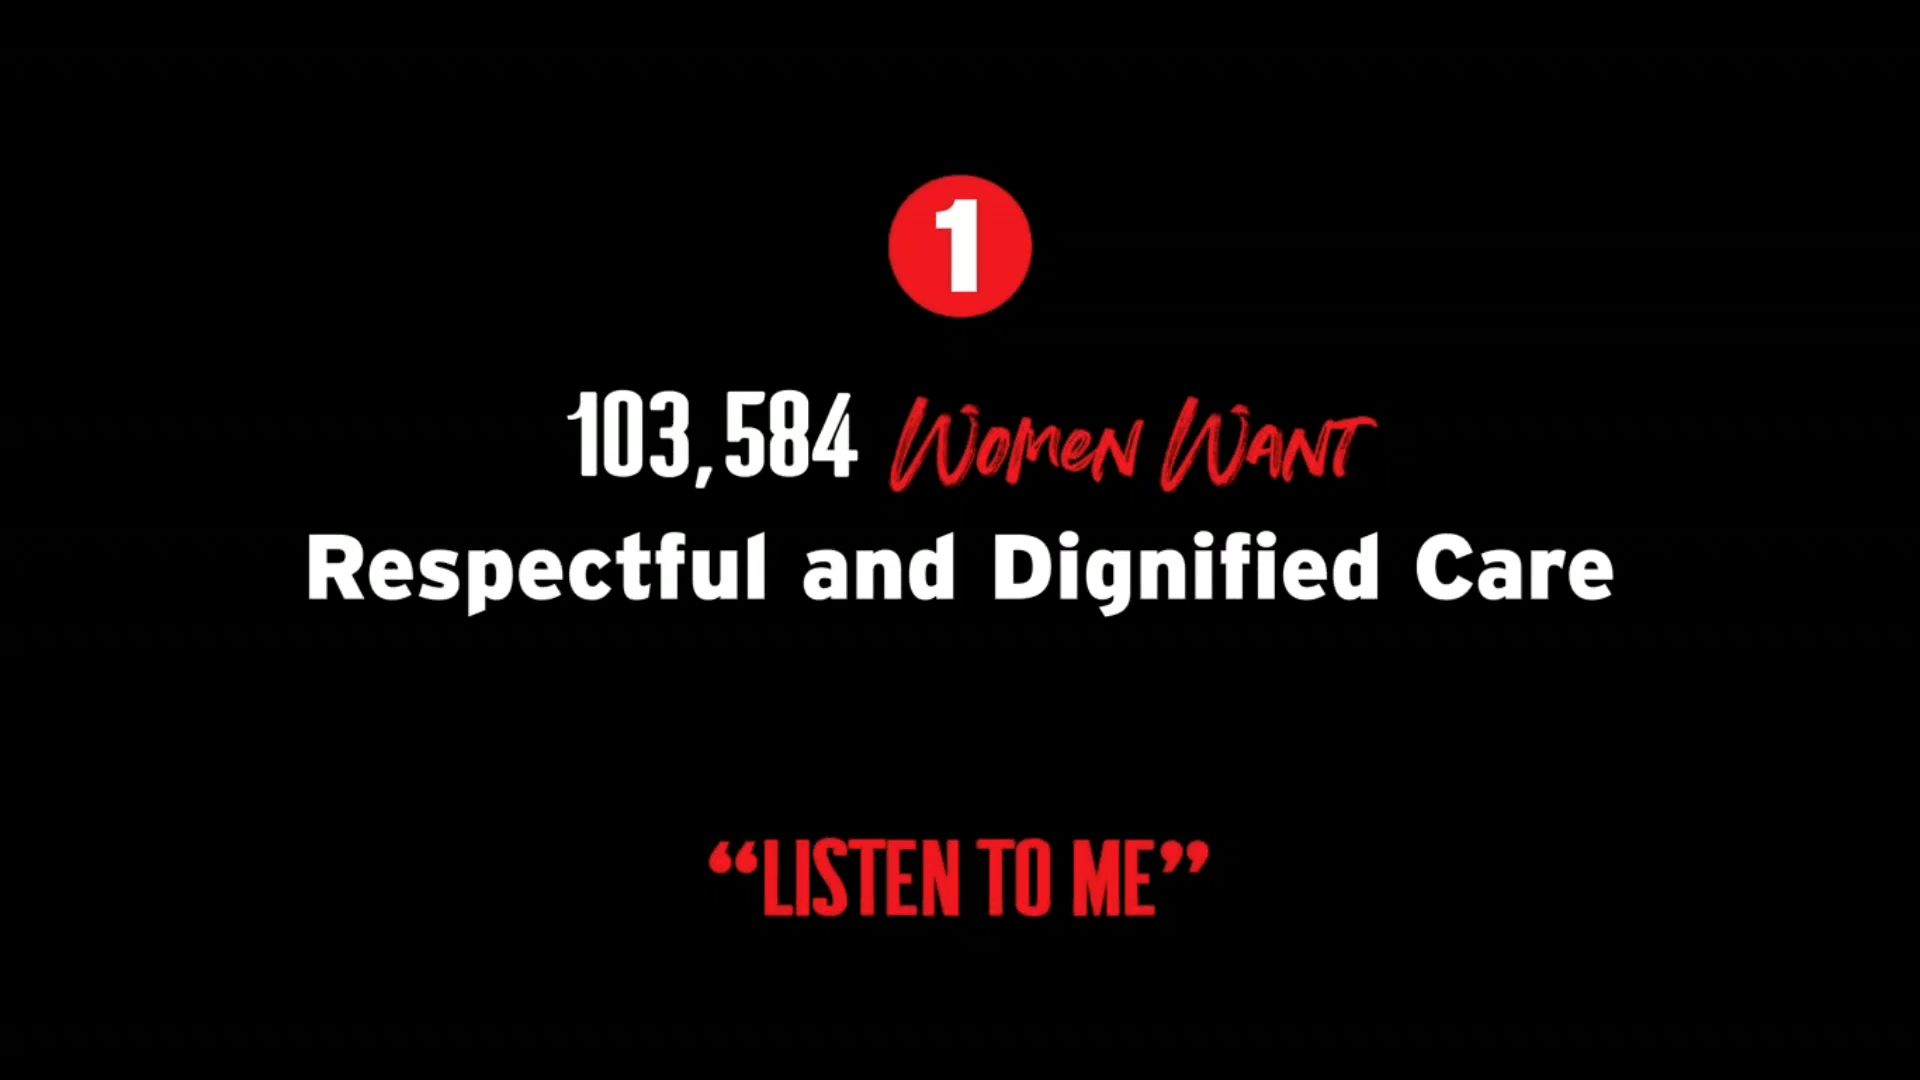 1
103,584 Women Want
Respectful and Dignified Care
“LISTEN TO ME”